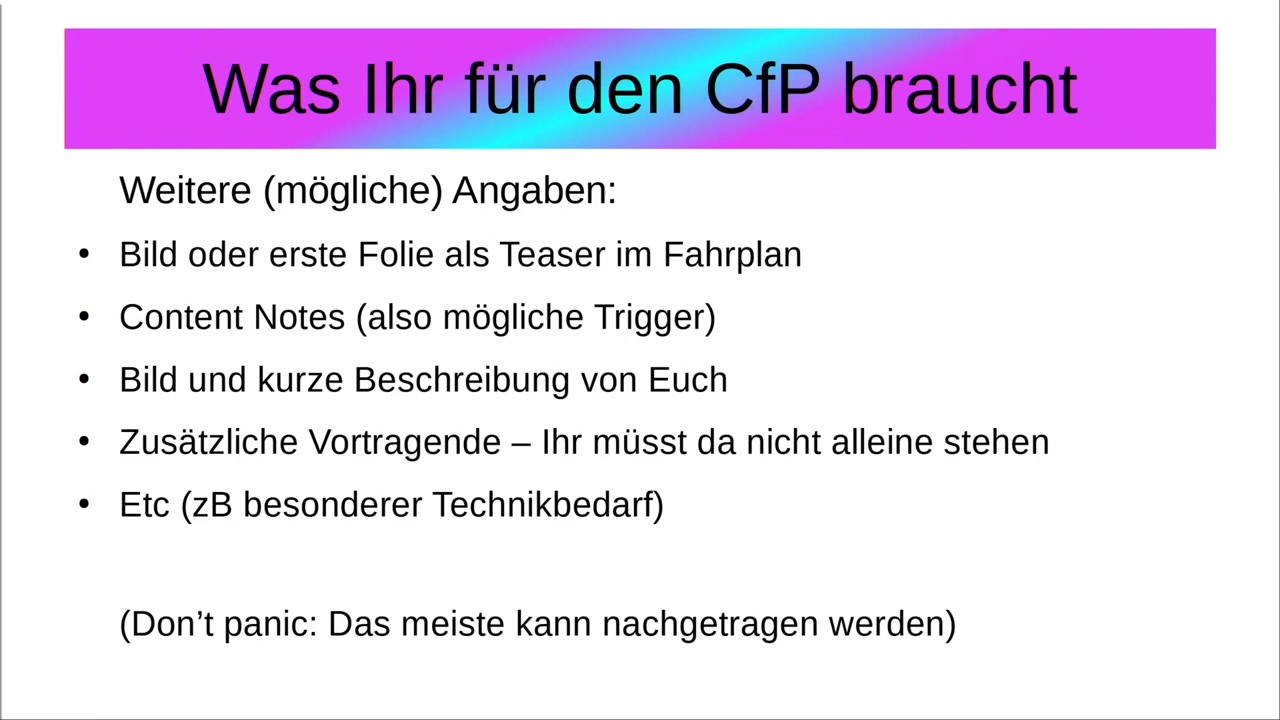 Was Ihr für den CfP braucht
Weitere (mögliche) Angaben:
• Bild oder erste Folie als Teaser im Fahrplan
• Content Notes (also mögliche Trigger)
• Bild und kurze Beschreibung von Euch
• Zusätzliche Vortragende – Ihr müsst da nicht alleine stehen
• Etc (zB besonderer Technikbedarf)
(Don’t panic: Das meiste kann nachgetragen werden)